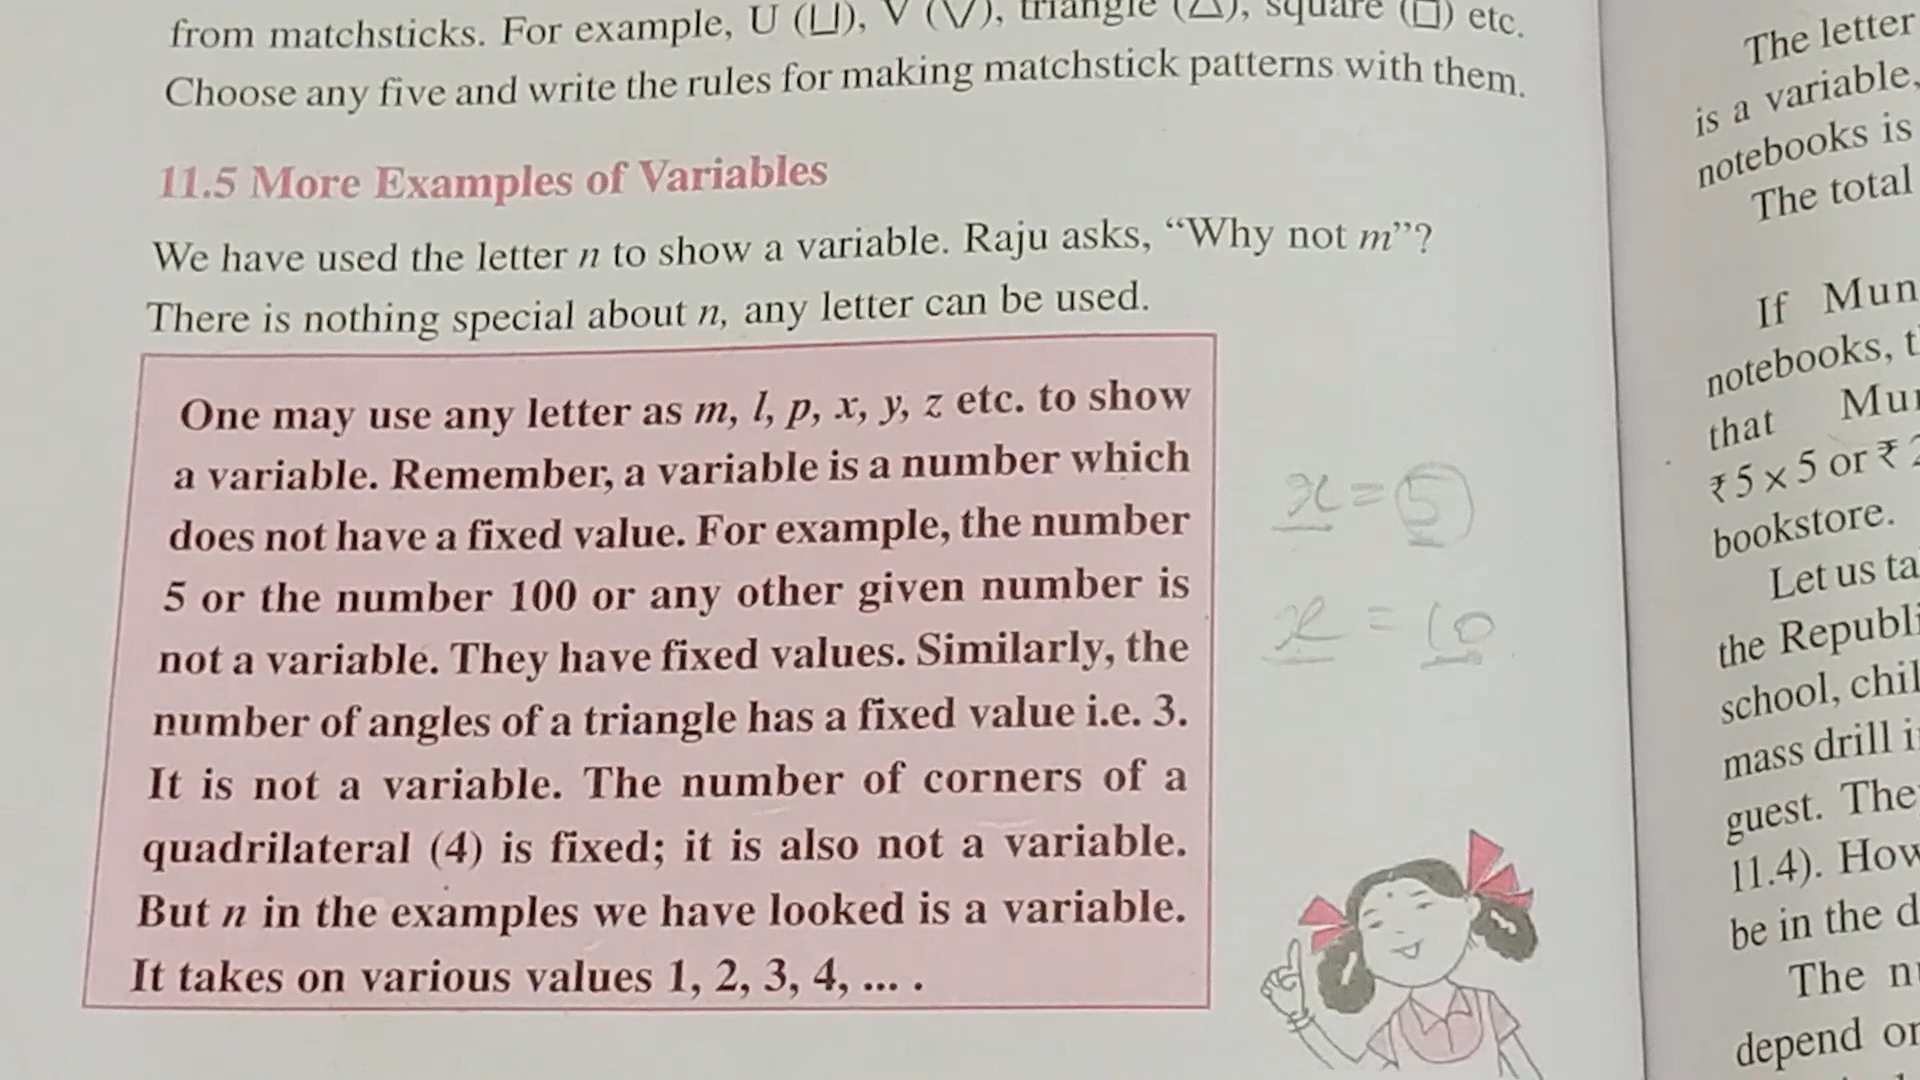 from matchsticks. For example, U (⊔), V (∨), triangle (△), square (□) etc.
Choose any five and write the rules for making matchstick patterns with them.
11.5 More Examples of Variables
We have used the letter n to show a variable. Raju asks, “Why not m”?
There is nothing special about n, any letter can be used.
One may use any letter as m, l, p, x, y, z etc. to show
a variable. Remember, a variable is a number which
does not have a fixed value. For example, the number
5 or the number 100 or any other given number is
not a variable. They have fixed values. Similarly, the
number of angles of a triangle has a fixed value i.e. 3.
It is not a variable. The number of corners of a
quadrilateral (4) is fixed; it is also not a variable.
But n in the examples we have looked is a variable.
It takes on various values 1, 2, 3, 4, ... .
x = 5
x = 10
The letter
is a variable,
notebooks is
The total
If Mun
notebooks, t
that Mu
₹ 5 × 5 or ₹ 2
bookstore.
Let us ta
the Republi
school, chil
mass drill i
guest. The
11.4). How
be in the d
The n
depend on